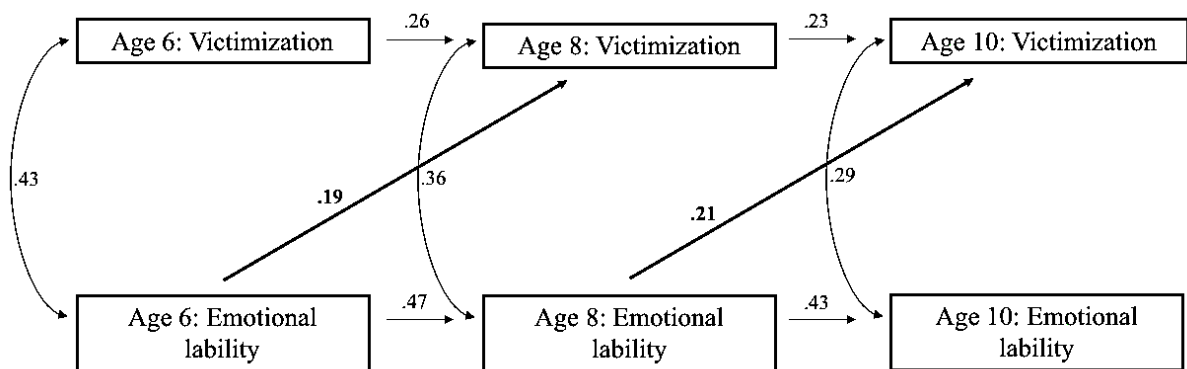 .26
.23
Age 6: Victimization
Age 8: Victimization
Age 10: Victimization
.43
.36
.29
.19
.21
.47
.43
Age 6: Emotional
lability
Age 8: Emotional
lability
Age 10: Emotional
lability